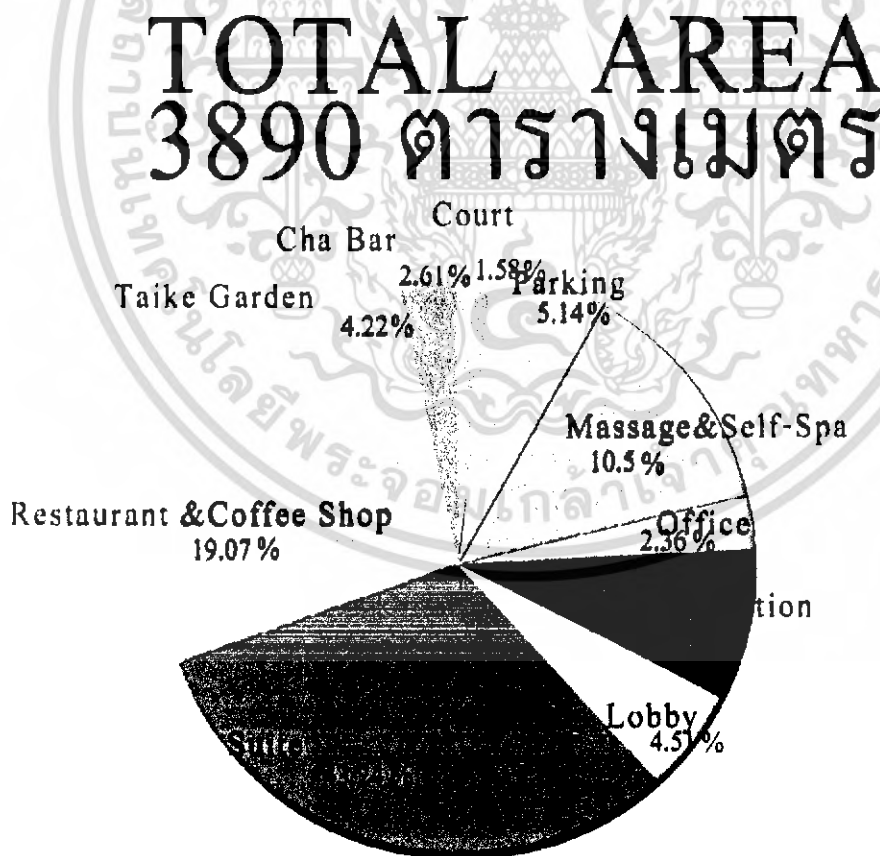 TOTAL AREA
3890 ตารางเมตร
Court
Cha Bar
2.61% 1.58%
Parking
Taike Garden
5.14%
4.22%
Massage&Self-Spa
10.5 %
Restaurant &Coffee Shop
19.07 %
Office
2.36 %
tion
Lobby
4.51%
Suite